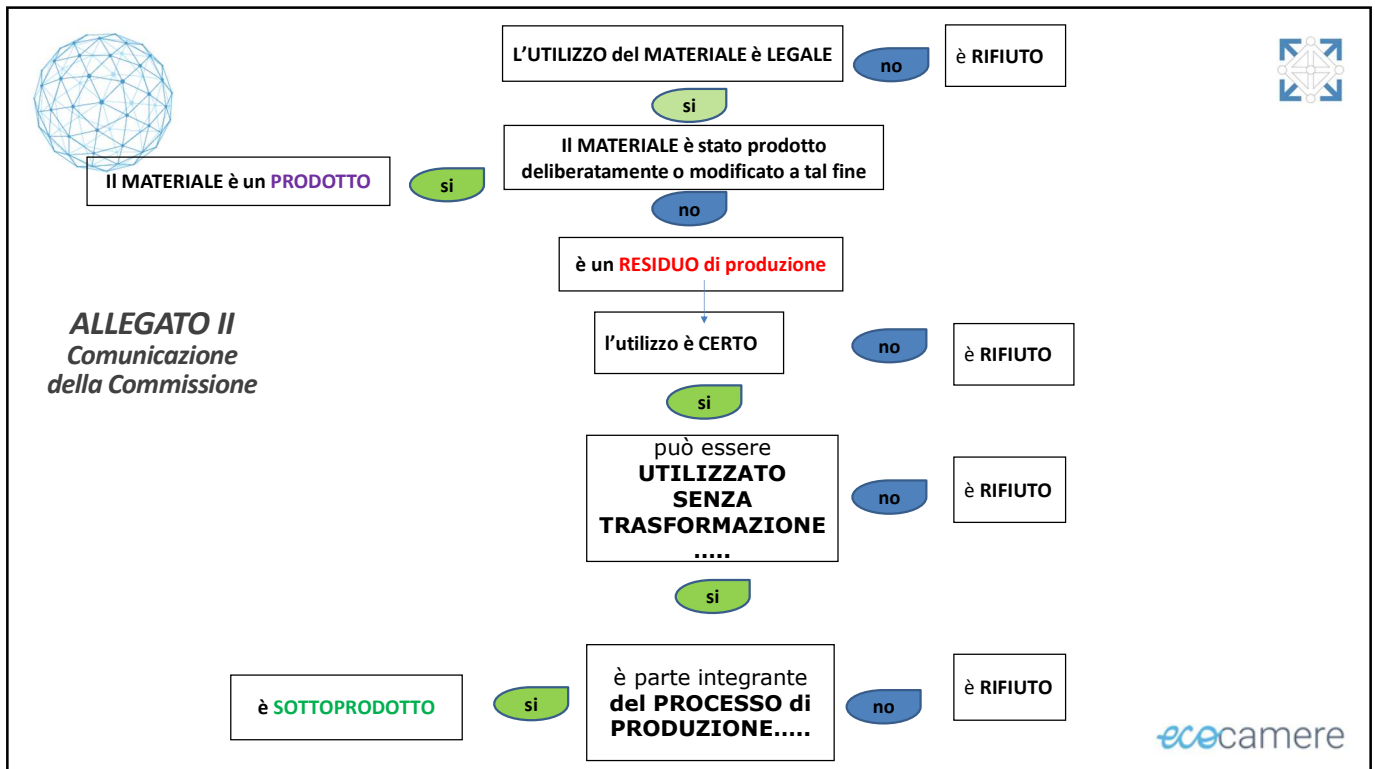 L'UTILIZZO del MATERIALE è LEGALE
no
è RIFIUTO
si
Il MATERIALE è stato prodotto
deliberatamente o modificato a tal fine
Il MATERIALE è un PRODOTTO
si
no
è un RESIDUO di produzione
ALLEGATO II
Comunicazione
della Commissione
l'utilizzo è CERTO
no
è RIFIUTO
si
può essere
UTILIZZATO
SENZA
TRASFORMAZIONE
.....
no
è RIFIUTO
si
è parte integrante
del PROCESSO di
PRODUZIONE.....
si
è SOTTOPRODOTTO
no
è RIFIUTO
ecocamere